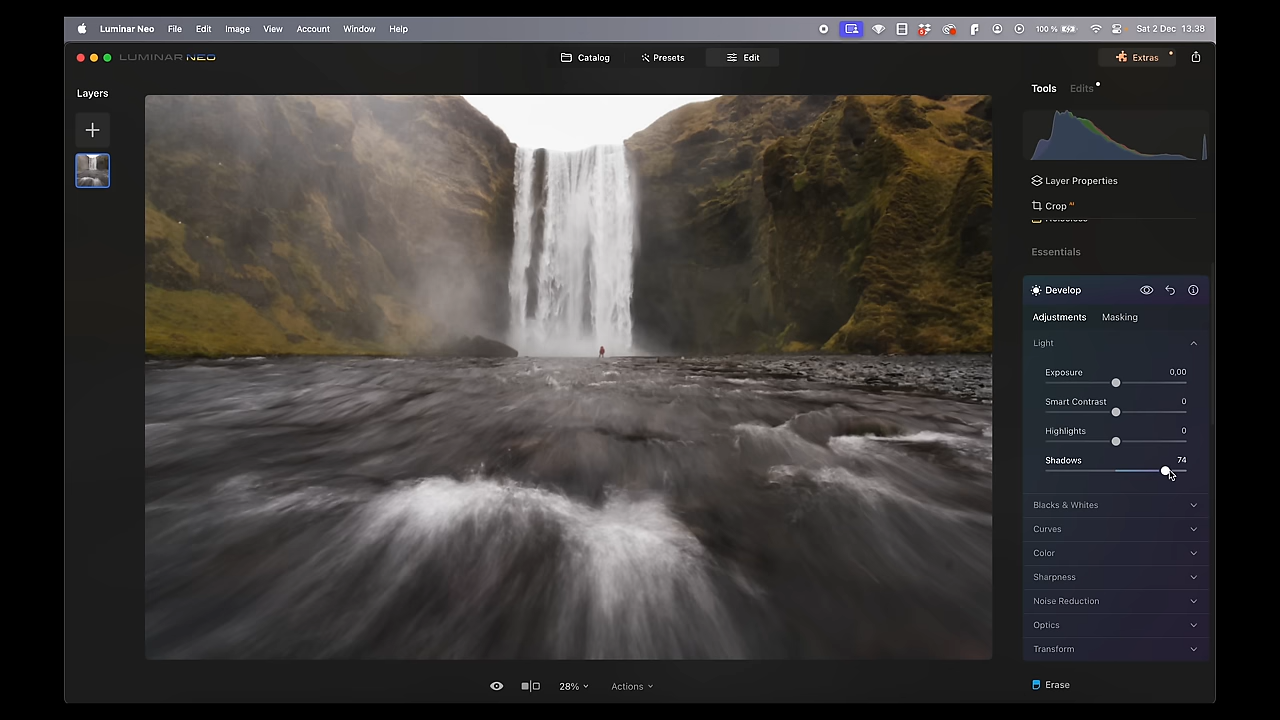 Luminar Neo File Edit Image View Account Window Help 100 % Sat 2 Dec 13.38
LUMINAR NEO Catalog Presets Edit Extras
Layers
Tools Edits
Layer Properties
Crop AI
Essentials
Develop
Adjustments Masking
Light
Exposure 0,00
Smart Contrast 0
Highlights 0
Shadows 74
Blacks & Whites
Curves
Color
Sharpness
Noise Reduction
Optics
Transform
28% Actions
Erase